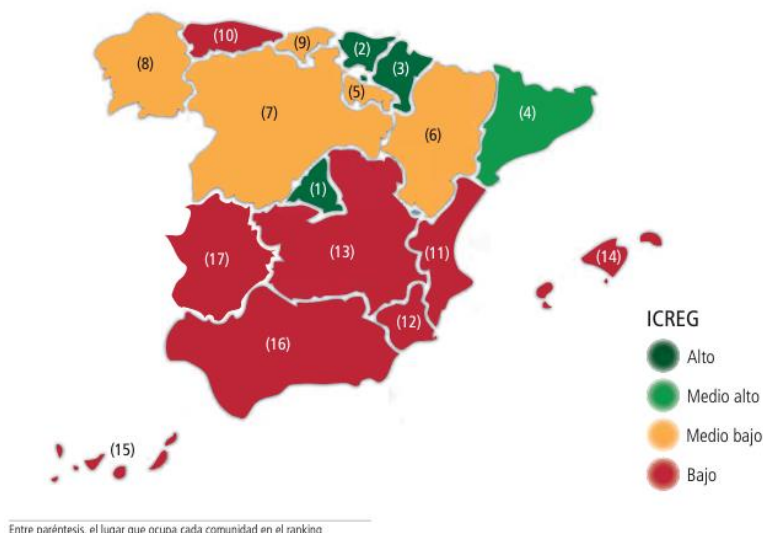 (10)
(9)
(2)
(8)
(3)
(5)
(4)
(7)
(6)
(1)
(17)
(13)
(11)
(14)
(12)
(16)
(15)
ICREG
Alto
Medio alto
Medio bajo
Bajo
Entre paréntesis, el lugar que ocupa cada comunidad en el ranking